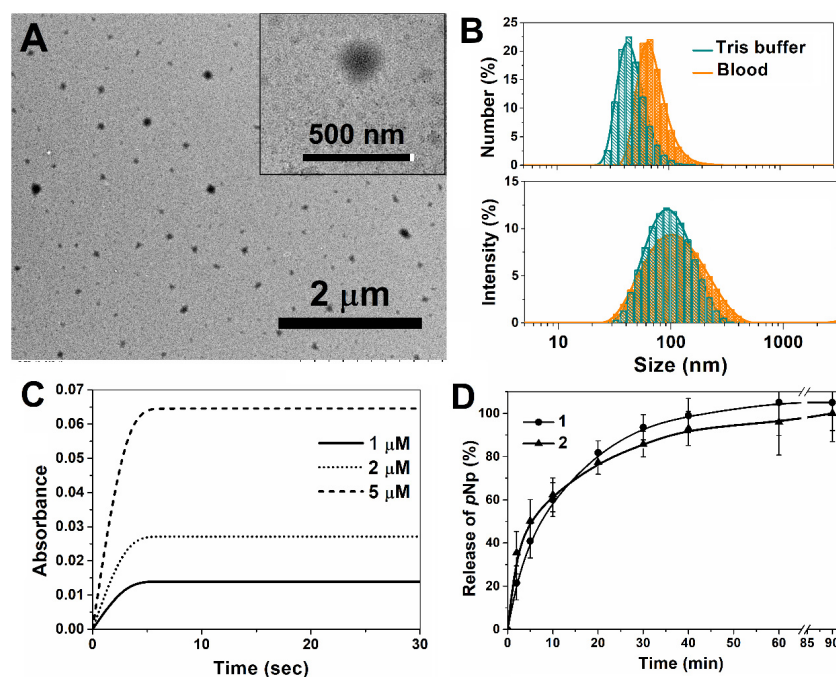 A
500 nm
2 μm
B
Number (%)
25
20
15
10
5
0
Tris buffer
Blood
Intensity (%)
15
10
5
0
10 100 1000
Size (nm)
C
Absorbance
0.07
0.06
0.05
0.04
0.03
0.02
0.01
0.00
1 μM
2 μM
5 μM
0 10 20 30
Time (sec)
D
Release of pNp (%)
100
80
60
40
20
0
1
2
0 10 20 30 40 50 60 85 90
Time (min)